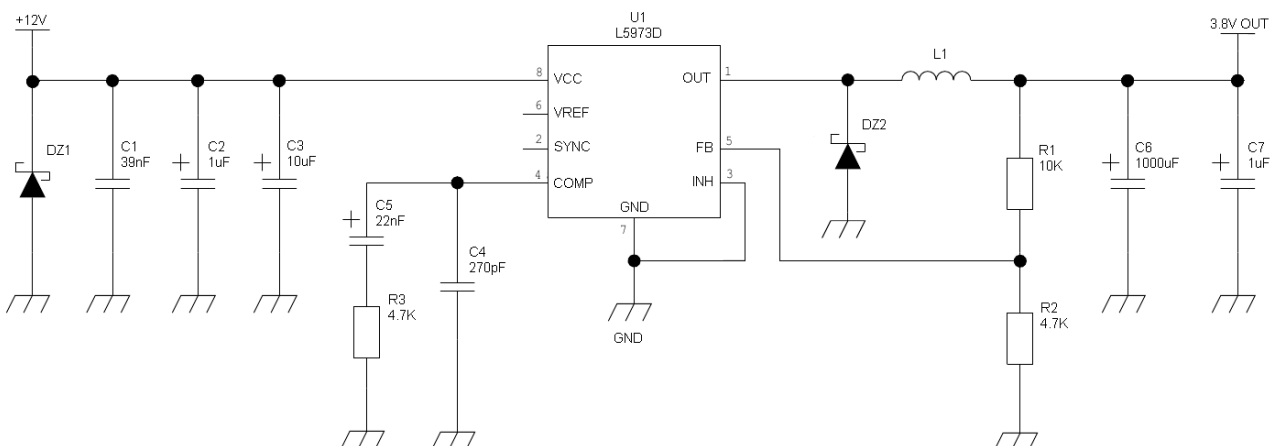 +12V
U1
L5973D
3.8V OUT
8 VCC
OUT 1
L1
6 VREF
DZ1
C1
39nF
C2
1uF
C3
10uF
2 SYNC
FB 5
DZ2
R1
10K
C6
1000uF
C7
1uF
4 COMP
INH 3
C5
22nF
GND
7
C4
270pF
R3
4.7K
R2
4.7K
GND